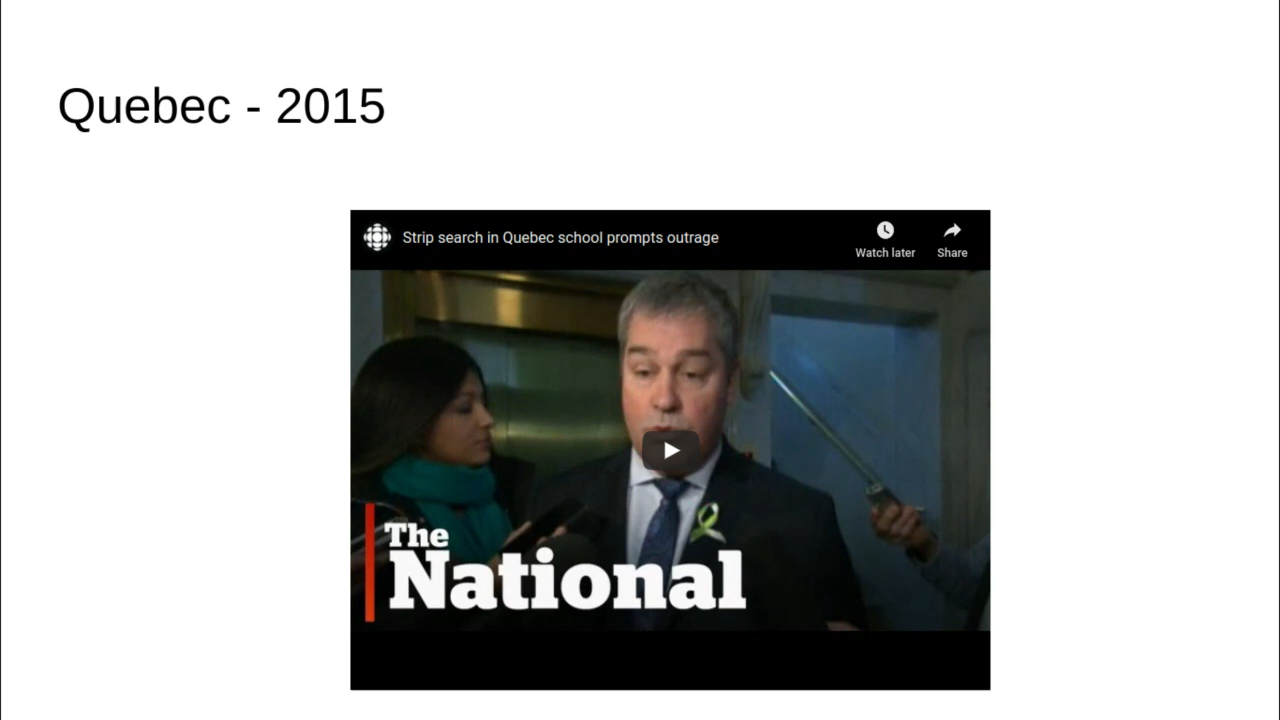 Quebec - 2015
Strip search in Quebec school prompts outrage
Watch later
Share
The
National